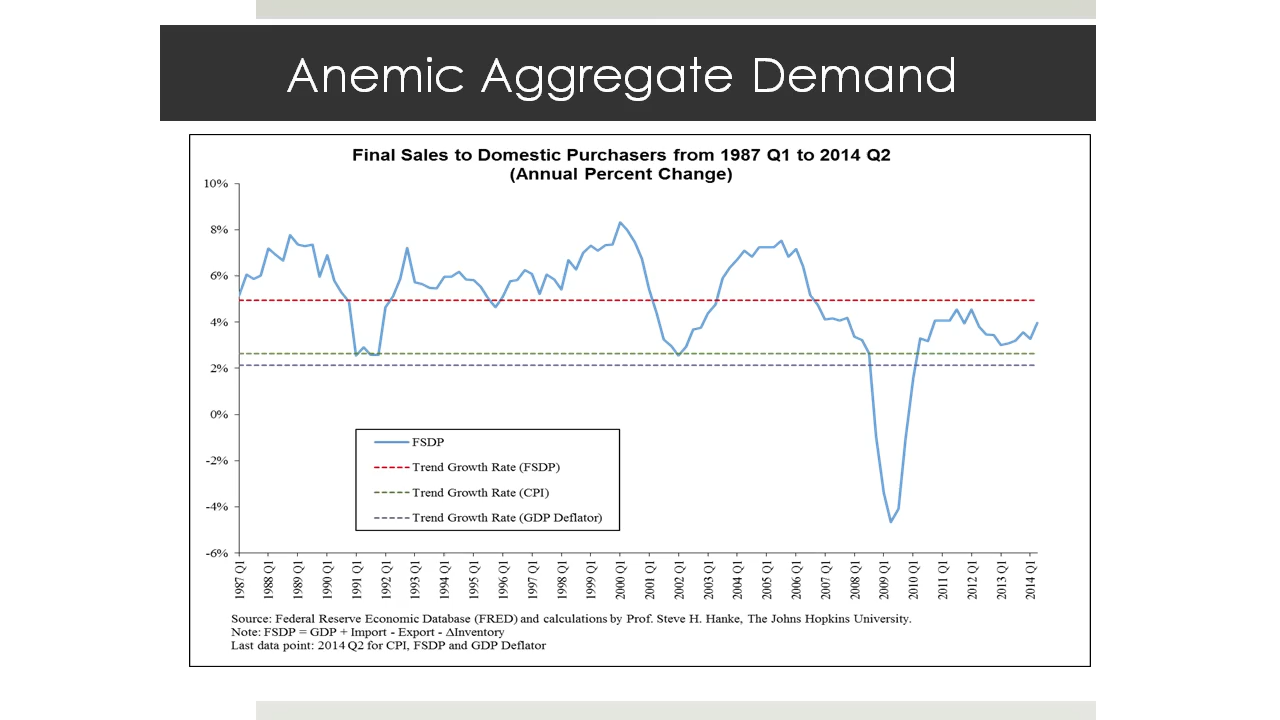 Anemic Aggregate Demand
Final Sales to Domestic Purchasers from 1987 Q1 to 2014 Q2
(Annual Percent Change)
10%
8%
6%
4%
2%
0%
-2%
-4%
-6%
FSDP
Trend Growth Rate (FSDP)
Trend Growth Rate (CPI)
Trend Growth Rate (GDP Deflator)
1987 Q1
1988 Q1
1989 Q1
1990 Q1
1991 Q1
1992 Q1
1993 Q1
1994 Q1
1995 Q1
1996 Q1
1997 Q1
1998 Q1
1999 Q1
2000 Q1
2001 Q1
2002 Q1
2003 Q1
2004 Q1
2005 Q1
2006 Q1
2007 Q1
2008 Q1
2009 Q1
2010 Q1
2011 Q1
2012 Q1
2013 Q1
2014 Q1
Source: Federal Reserve Economic Database (FRED) and calculations by Prof. Steve H. Hanke, The Johns Hopkins University.
Note: FSDP = GDP + Import - Export - ΔInventory
Last data point: 2014 Q2 for CPI, FSDP and GDP Deflator